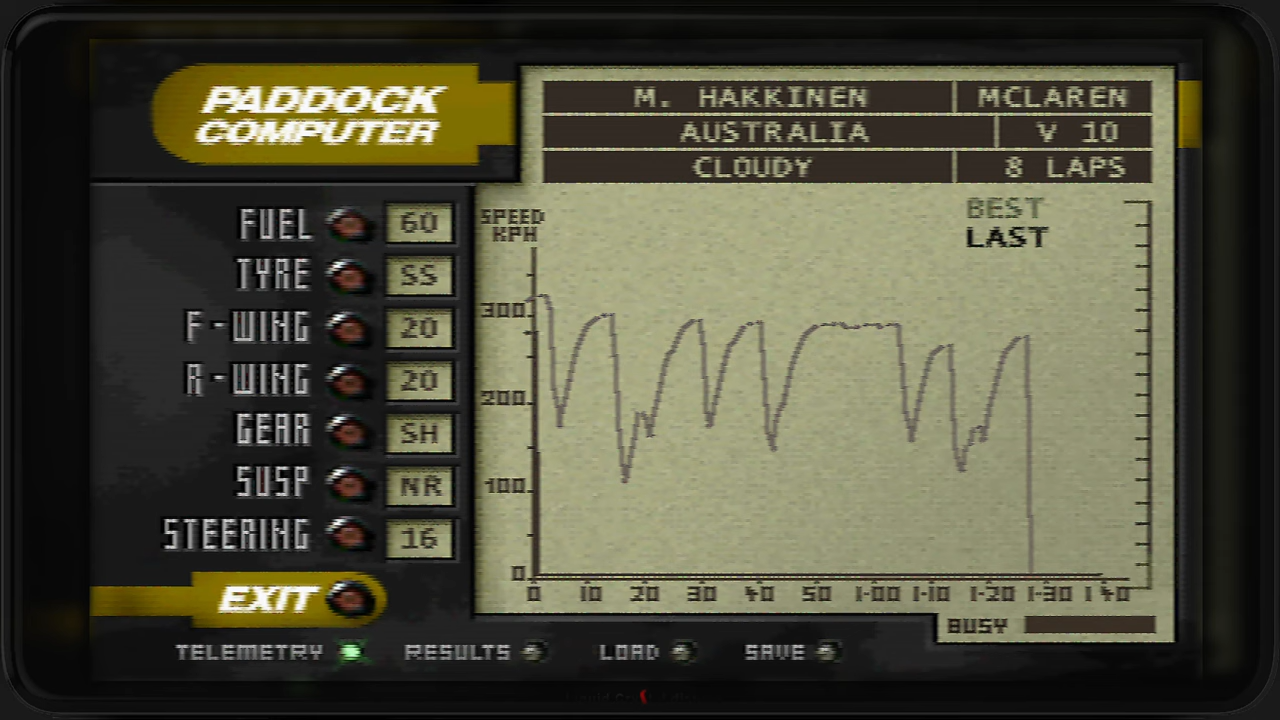 PADDOCK
COMPUTER
M. HAKKINEN MCLAREN
AUSTRALIA V 10
CLOUDY 8 LAPS
FUEL 60
TYRE SS
F-WING 20
R-WING 20
GEAR SH
SUSP NR
STEERING 16
EXIT
SPEED
KPH
BEST
LAST
300
200
100
0
0 10 20 30 40 50 1-00 1-10 1-20 1-30 1 40
BUSY
TELEMETRY RESULTS LOAD SAVE